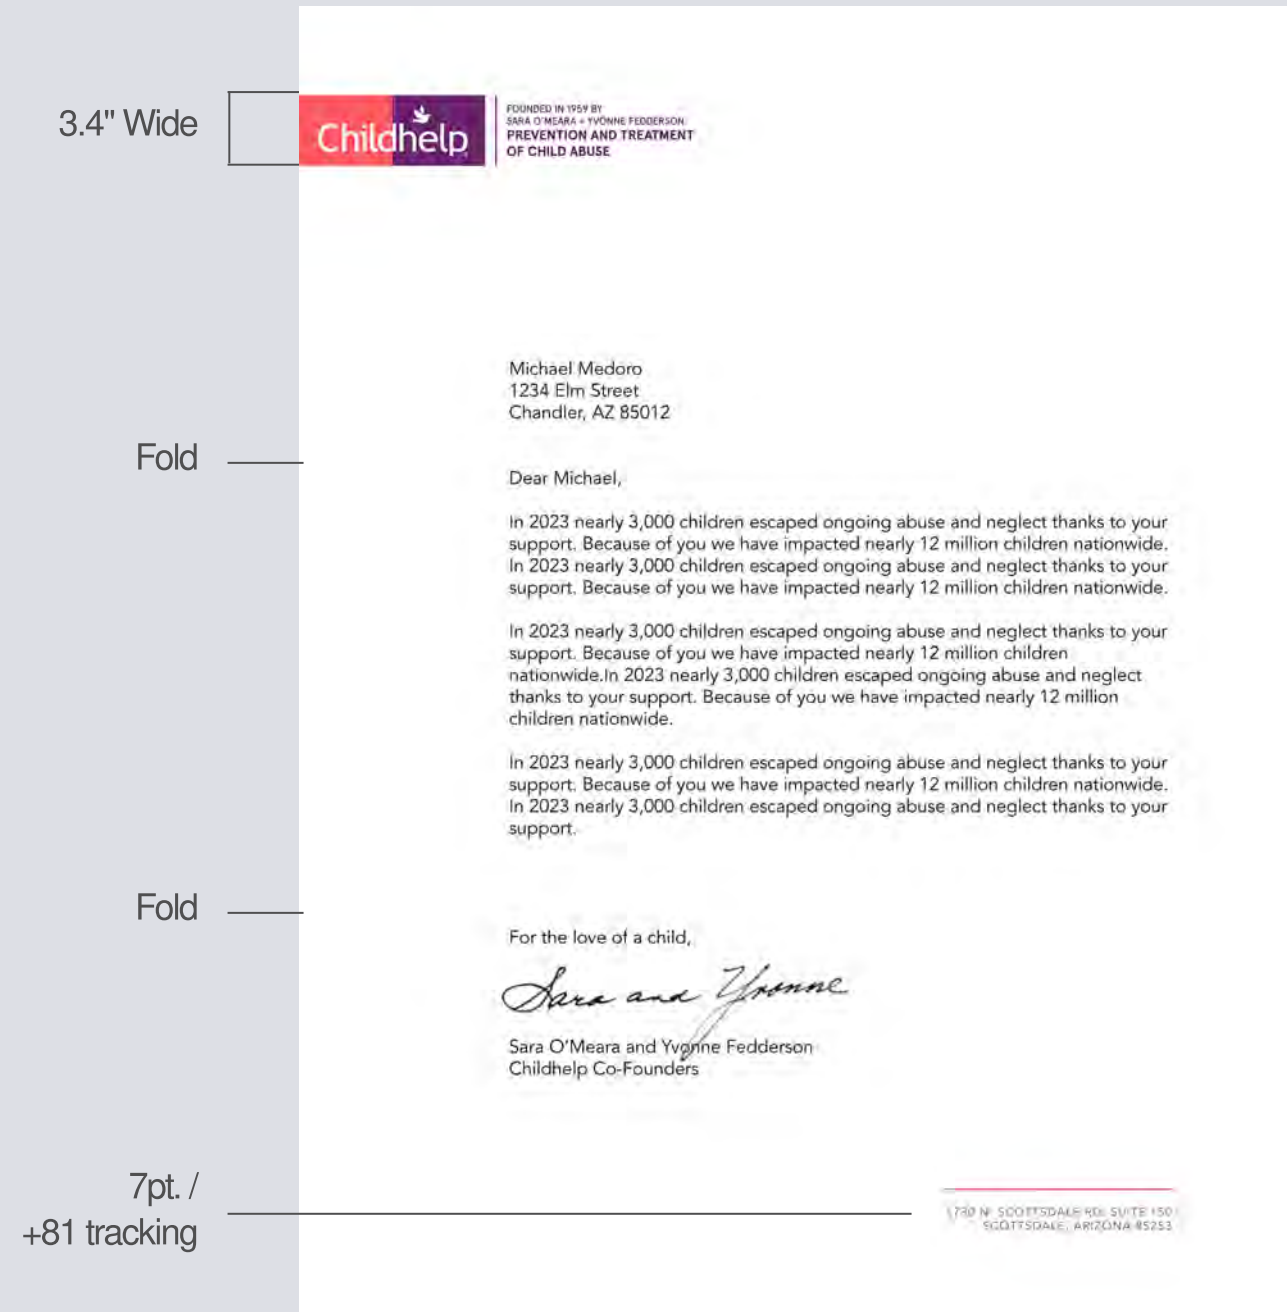 3.4" Wide
Childhelp
FOUNDED IN 1959 BY
SARA O'MEARA + YVONNE FEDDERSON
PREVENTION AND TREATMENT
OF CHILD ABUSE
Michael Medoro
1234 Elm Street
Chandler, AZ 85012
Fold
Dear Michael,
In 2023 nearly 3,000 children escaped ongoing abuse and neglect thanks to your
support. Because of you we have impacted nearly 12 million children nationwide.
In 2023 nearly 3,000 children escaped ongoing abuse and neglect thanks to your
support. Because of you we have impacted nearly 12 million children nationwide.
In 2023 nearly 3,000 children escaped ongoing abuse and neglect thanks to your
support. Because of you we have impacted nearly 12 million children
nationwide.In 2023 nearly 3,000 children escaped ongoing abuse and neglect
thanks to your support. Because of you we have impacted nearly 12 million
children nationwide.
In 2023 nearly 3,000 children escaped ongoing abuse and neglect thanks to your
support. Because of you we have impacted nearly 12 million children nationwide.
In 2023 nearly 3,000 children escaped ongoing abuse and neglect thanks to your
support.
Fold
For the love of a child,
Sara and Yvonne
Sara O'Meara and Yvonne Fedderson
Childhelp Co-Founders
7pt. /
+81 tracking
N. SCOTTSDALE RD. SUITE 150
SCOTTSDALE, ARIZONA 85253